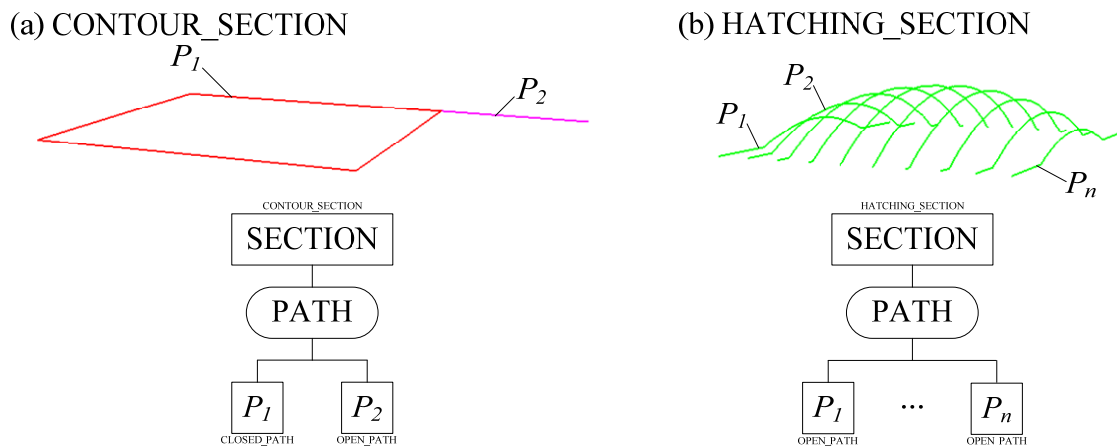 (a) CONTOUR_SECTION
P1
P2
CONTOUR_SECTION
SECTION
PATH
P1
P2
CLOSED_PATH
OPEN_PATH
(b) HATCHING_SECTION
P2
P1
Pn
HATCHING_SECTION
SECTION
PATH
P1 ... Pn
OPEN_PATH
OPEN_PATH